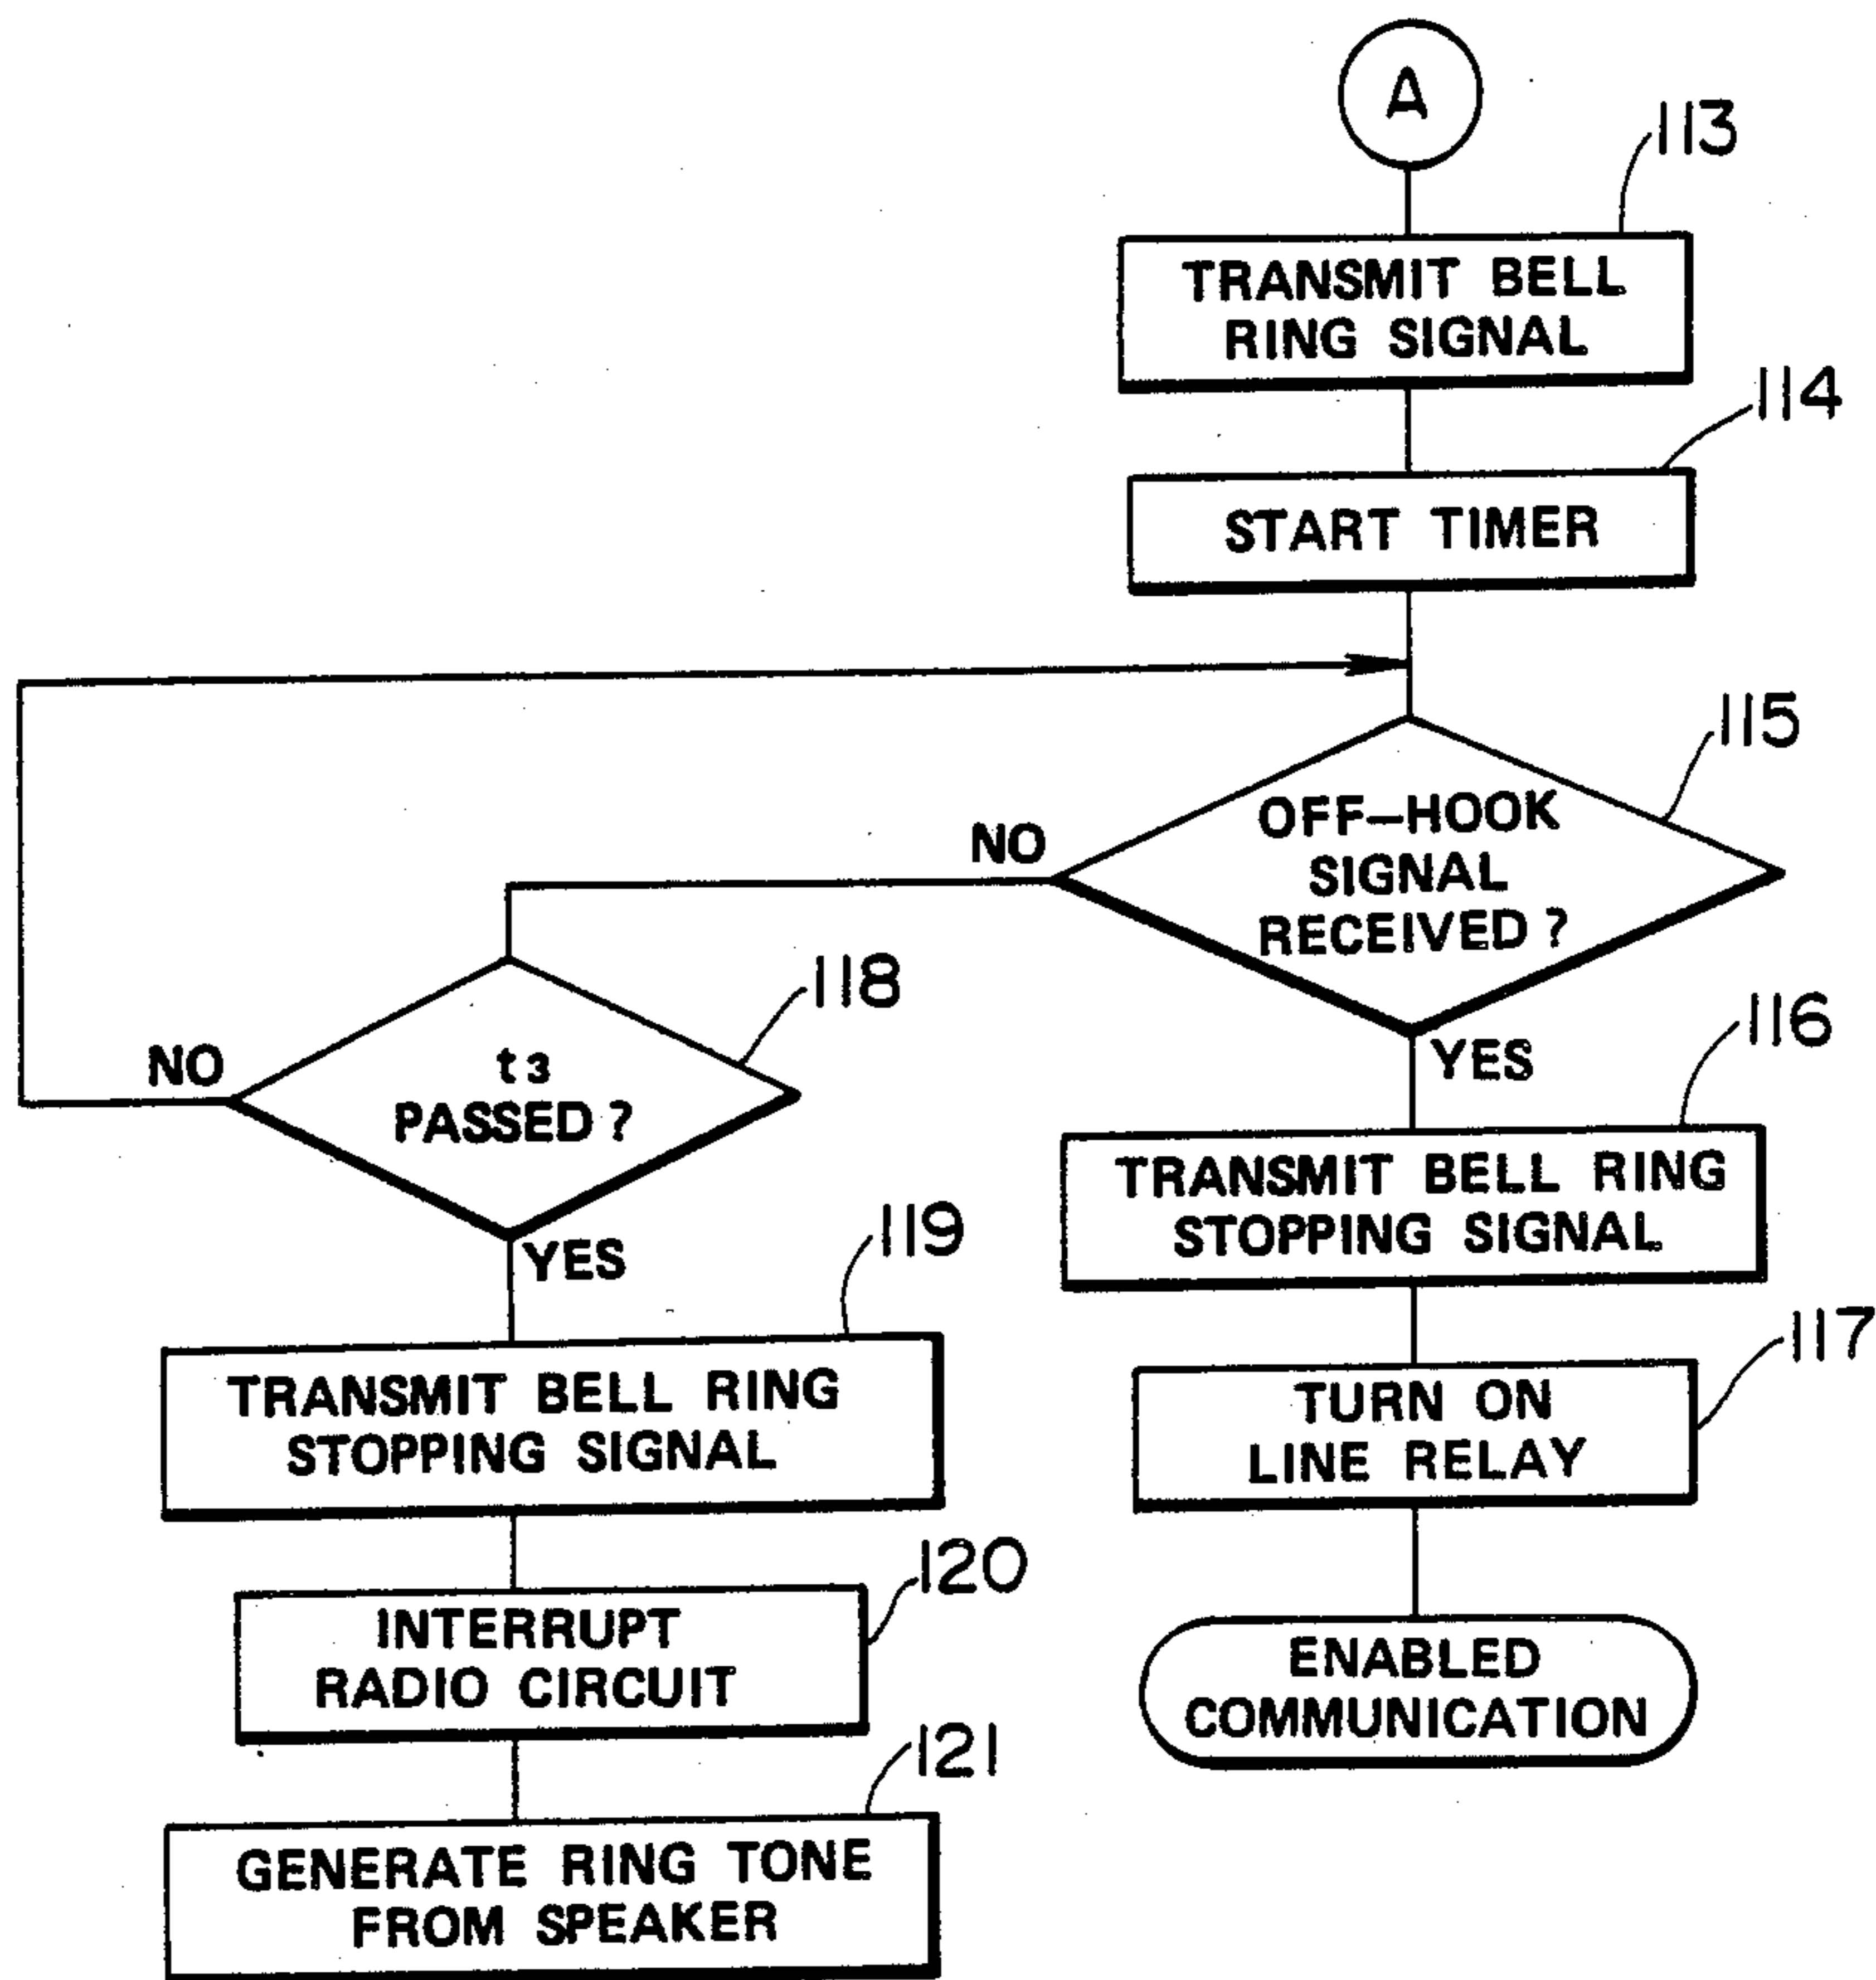 A
113
TRANSMIT BELL
RING SIGNAL
114
START TIMER
115
OFF-HOOK
SIGNAL
RECEIVED?
NO
YES
118
t3
PASSED?
NO
YES
116
TRANSMIT BELL RING
STOPPING SIGNAL
117
TURN ON
LINE RELAY
ENABLED
COMMUNICATION
119
TRANSMIT BELL RING
STOPPING SIGNAL
120
INTERRUPT
RADIO CIRCUIT
121
GENERATE RING TONE
FROM SPEAKER